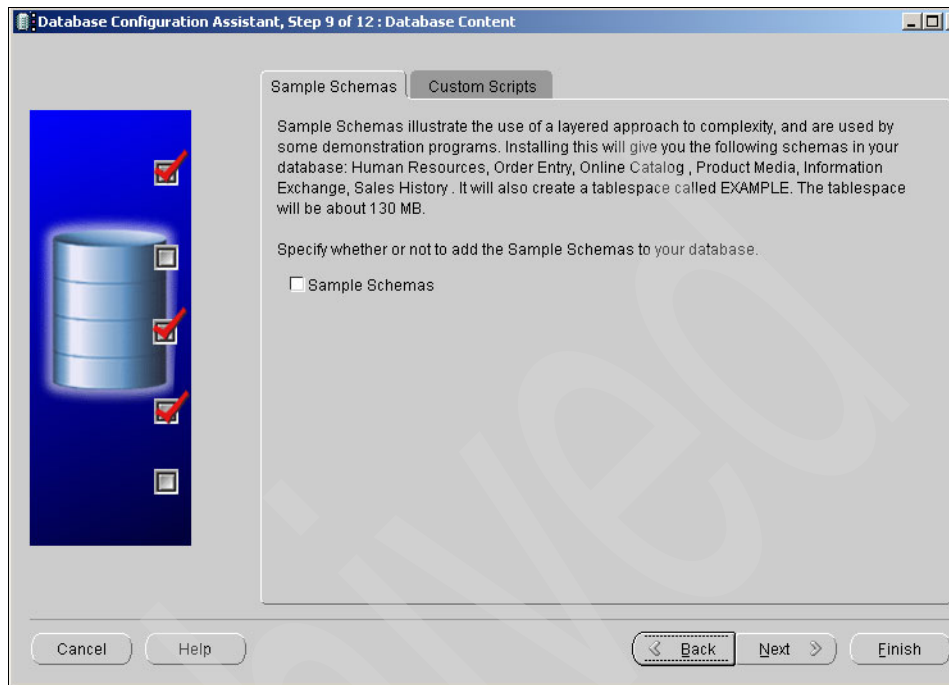 Database Configuration Assistant, Step 9 of 12 : Database Content
Sample Schemas
Custom Scripts
Sample Schemas illustrate the use of a layered approach to complexity, and are used by
some demonstration programs. Installing this will give you the following schemas in your
database: Human Resources, Order Entry, Online Catalog , Product Media, Information
Exchange, Sales History . It will also create a tablespace called EXAMPLE. The tablespace
will be about 130 MB.
Specify whether or not to add the Sample Schemas to your database.
Sample Schemas
Cancel
Help
Back
Next
Finish